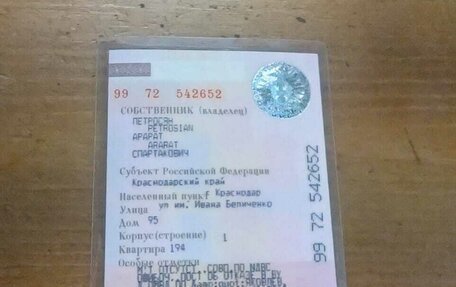 99 72 542652
СОБСТВЕННИК (владелец)
ПЕТРОСЯН
PETROSIAN
АРАРАТ
ARARAT
СПАРТАКОВИЧ
Субъект Российской Федерации
Краснодарский край
Населенный пункт г Краснодар
Улица ул им. Ивана Беличенко
Дом 95
Корпус(строение) 1
Квартира 194
Особые отметки
М.Т ОТСУТСТ.
99 72 542652